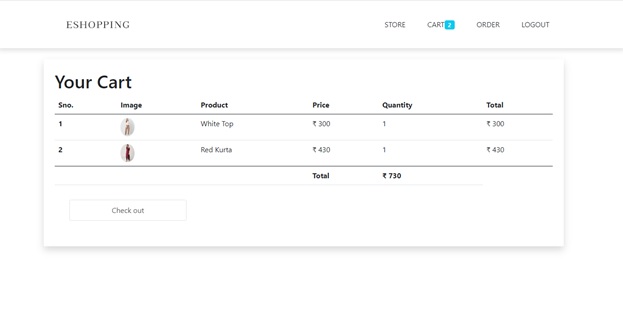 ESHOPPING STORE CART 2 ORDER LOGOUT
Your Cart
Sno. Image Product Price Quantity Total
1 White Top ₹ 300 1 ₹ 300
2 Red Kurta ₹ 430 1 ₹ 430
Total ₹ 730
Check out